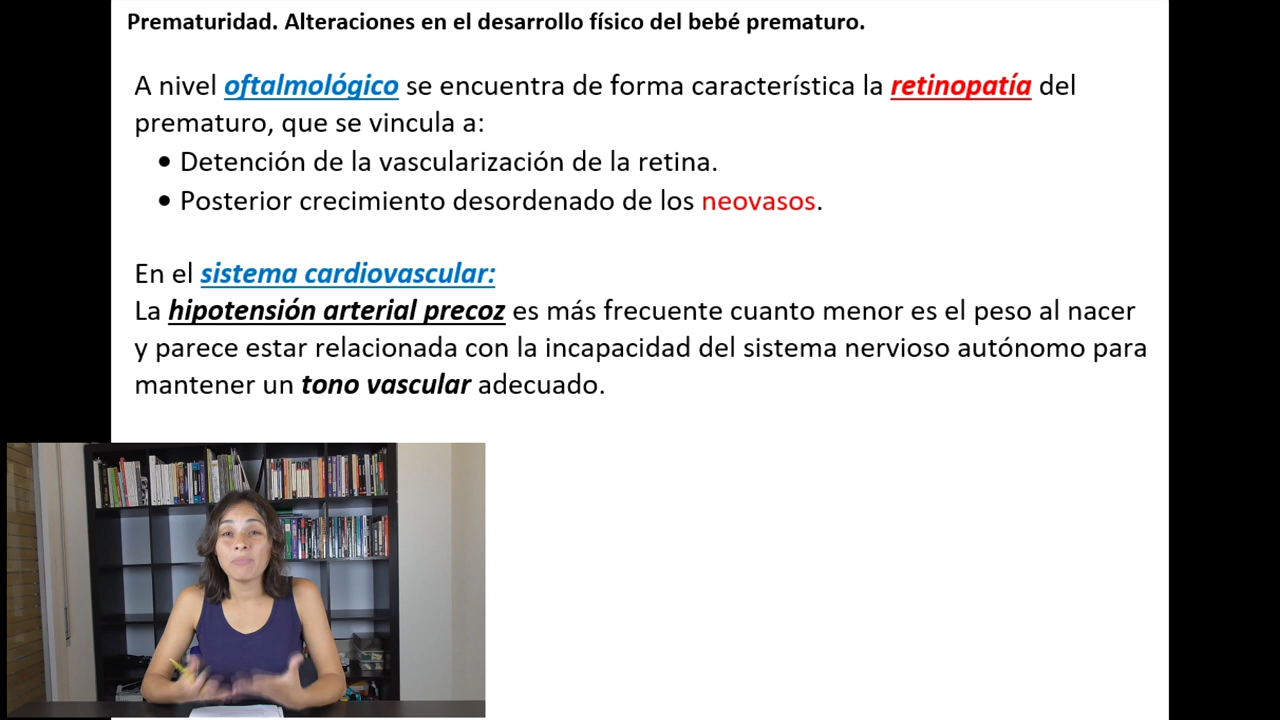 Prematuridad. Alteraciones en el desarrollo físico del bebé prematuro.
A nivel oftalmológico se encuentra de forma característica la retinopatía del
prematuro, que se vincula a:
• Detención de la vascularización de la retina.
• Posterior crecimiento desordenado de los neovasos.
En el sistema cardiovascular:
La hipotensión arterial precoz es más frecuente cuanto menor es el peso al nacer
y parece estar relacionada con la incapacidad del sistema nervioso autónomo para
mantener un tono vascular adecuado.